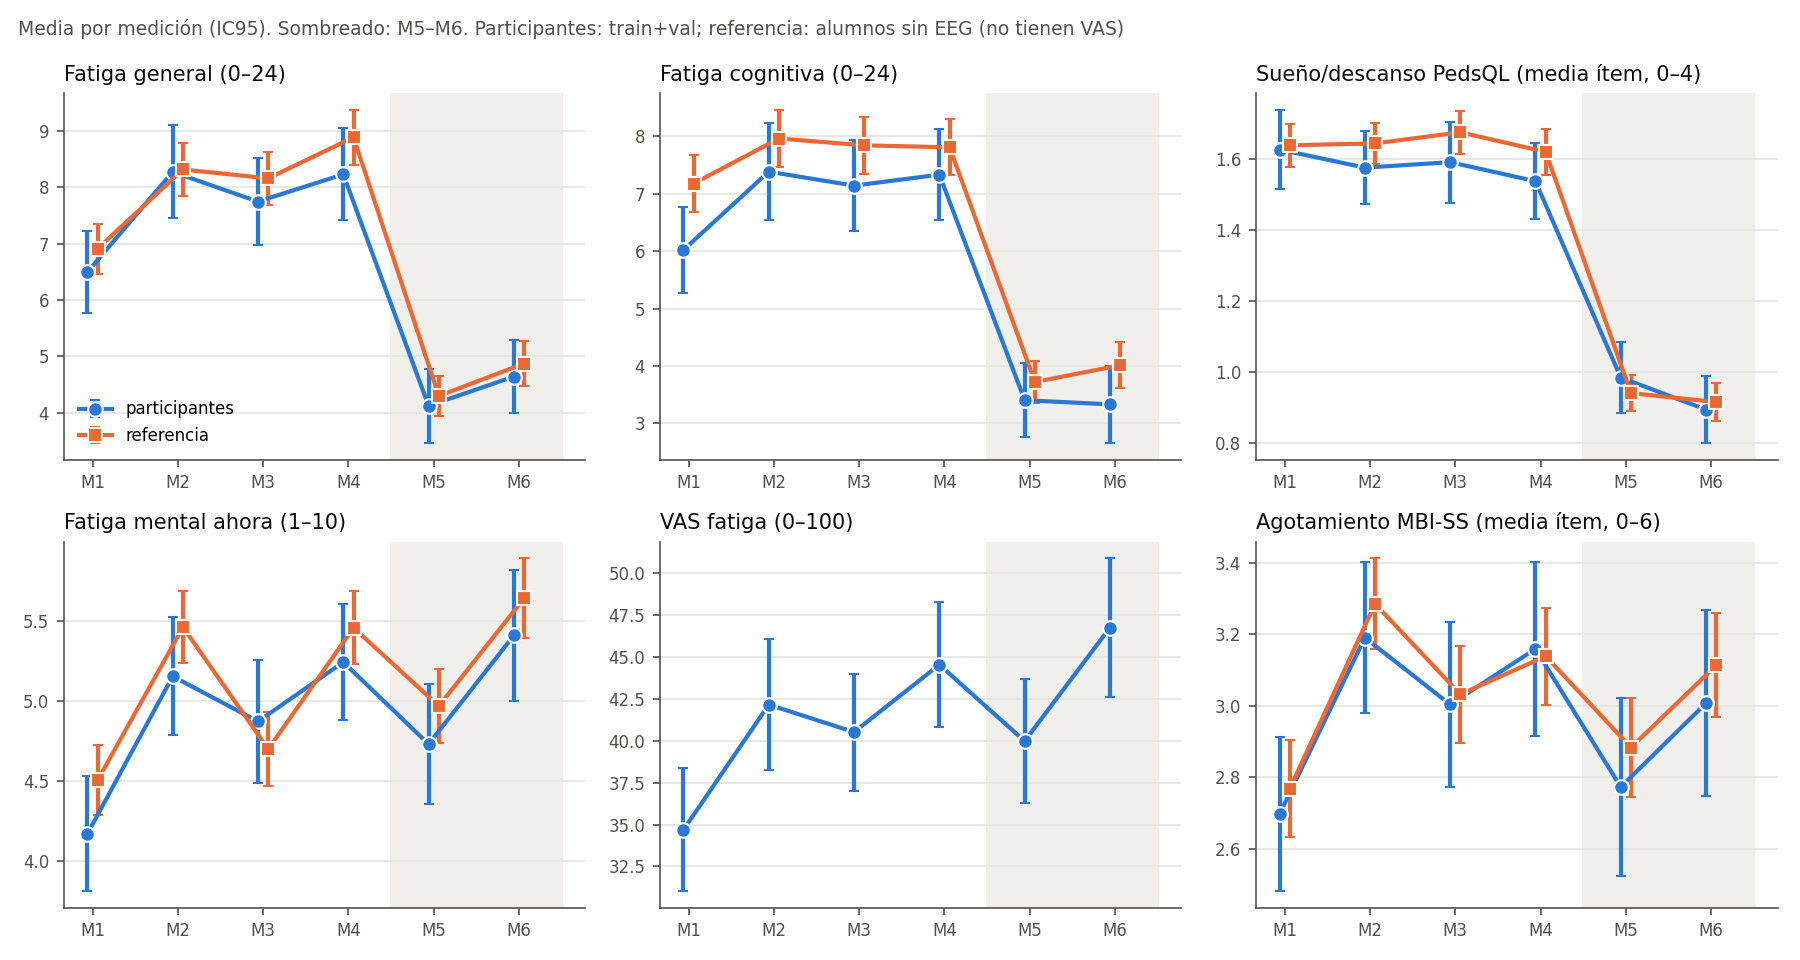 Media por medición (IC95). Sombreado: M5–M6. Participantes: train+val; referencia: alumnos sin EEG (no tienen VAS)
Fatiga general (0–24)
9
8
7
6
5
4
participantes
referencia
M1 M2 M3 M4 M5 M6
Fatiga cognitiva (0–24)
8
7
6
5
4
3
M1 M2 M3 M4 M5 M6
Sueño/descanso PedsQL (media ítem, 0–4)
1.6
1.4
1.2
1.0
0.8
M1 M2 M3 M4 M5 M6
Fatiga mental ahora (1–10)
5.5
5.0
4.5
4.0
M1 M2 M3 M4 M5 M6
VAS fatiga (0–100)
50.0
47.5
45.0
42.5
40.0
37.5
35.0
32.5
M1 M2 M3 M4 M5 M6
Agotamiento MBI-SS (media ítem, 0–6)
3.4
3.2
3.0
2.8
2.6
M1 M2 M3 M4 M5 M6